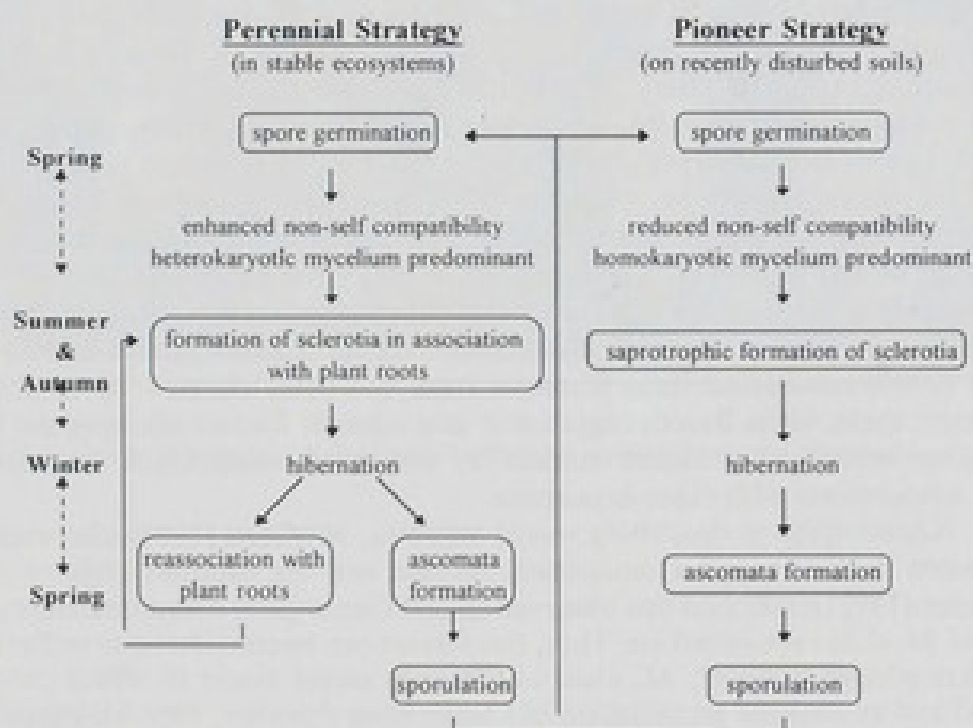 Perennial Strategy
(in stable ecosystems)
Pioneer Strategy
(on recently disturbed soils)
spore germination
spore germination
Spring
enhanced non-self compatibility
heterokaryotic mycelium predominant
reduced non-self compatibility
homokaryotic mycelium predominant
Summer
&
Autumn
formation of sclerotia in association
with plant roots
saprotrophic formation of sclerotia
Winter
hibernation
hibernation
reassociation with
plant roots
ascomata
formation
ascomata formation
Spring
sporulation
sporulation